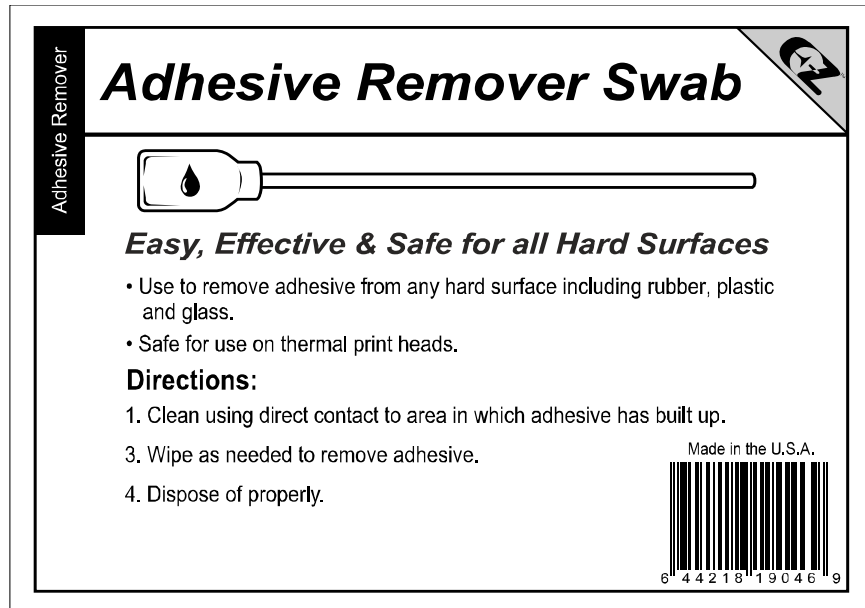 Adhesive Remover
Adhesive Remover Swab
Easy, Effective & Safe for all Hard Surfaces
• Use to remove adhesive from any hard surface including rubber, plastic
and glass.
• Safe for use on thermal print heads.
Directions:
1. Clean using direct contact to area in which adhesive has built up.
3. Wipe as needed to remove adhesive.
4. Dispose of properly.
Made in the U.S.A.
6 44218 19046 9